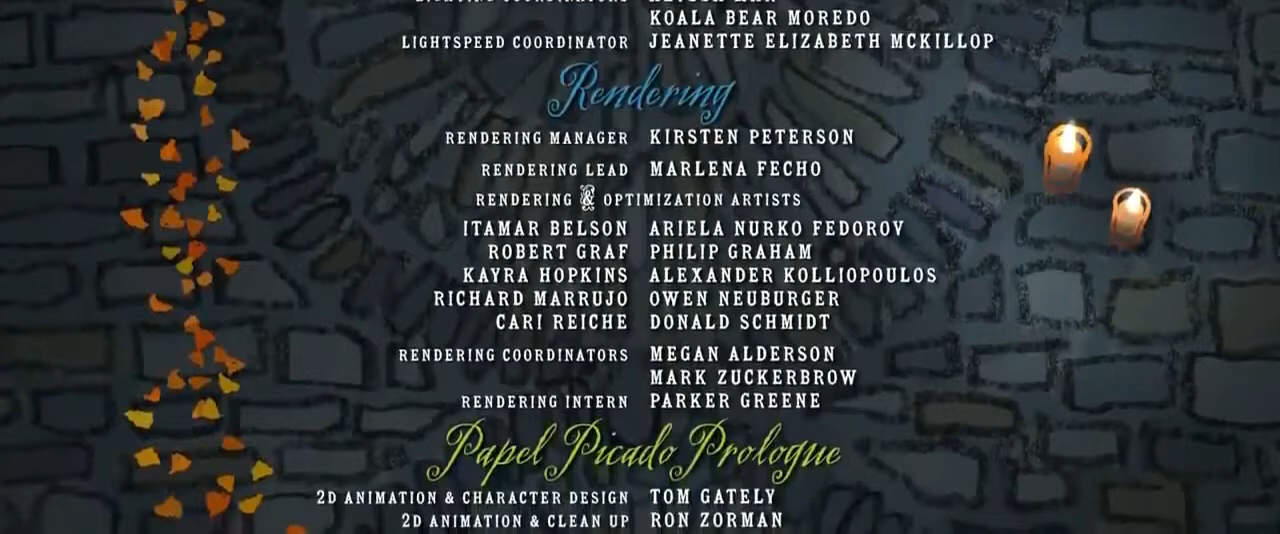 KOALA BEAR MOREDO
LIGHTSPEED COORDINATOR JEANETTE ELIZABETH MCKILLOP
Rendering
RENDERING MANAGER KIRSTEN PETERSON
RENDERING LEAD MARLENA FECHO
RENDERING & OPTIMIZATION ARTISTS
ITAMAR BELSON ARIELA NURKO FEDOROV
ROBERT GRAF PHILIP GRAHAM
KAYRA HOPKINS ALEXANDER KOLLIOPOULOS
RICHARD MARRUJO OWEN NEUBURGER
CARI REICHE DONALD SCHMIDT
RENDERING COORDINATORS MEGAN ALDERSON
MARK ZUCKERBROW
RENDERING INTERN PARKER GREENE
Papel Picado Prologue
2D ANIMATION & CHARACTER DESIGN TOM GATELY
2D ANIMATION & CLEAN UP RON ZORMAN